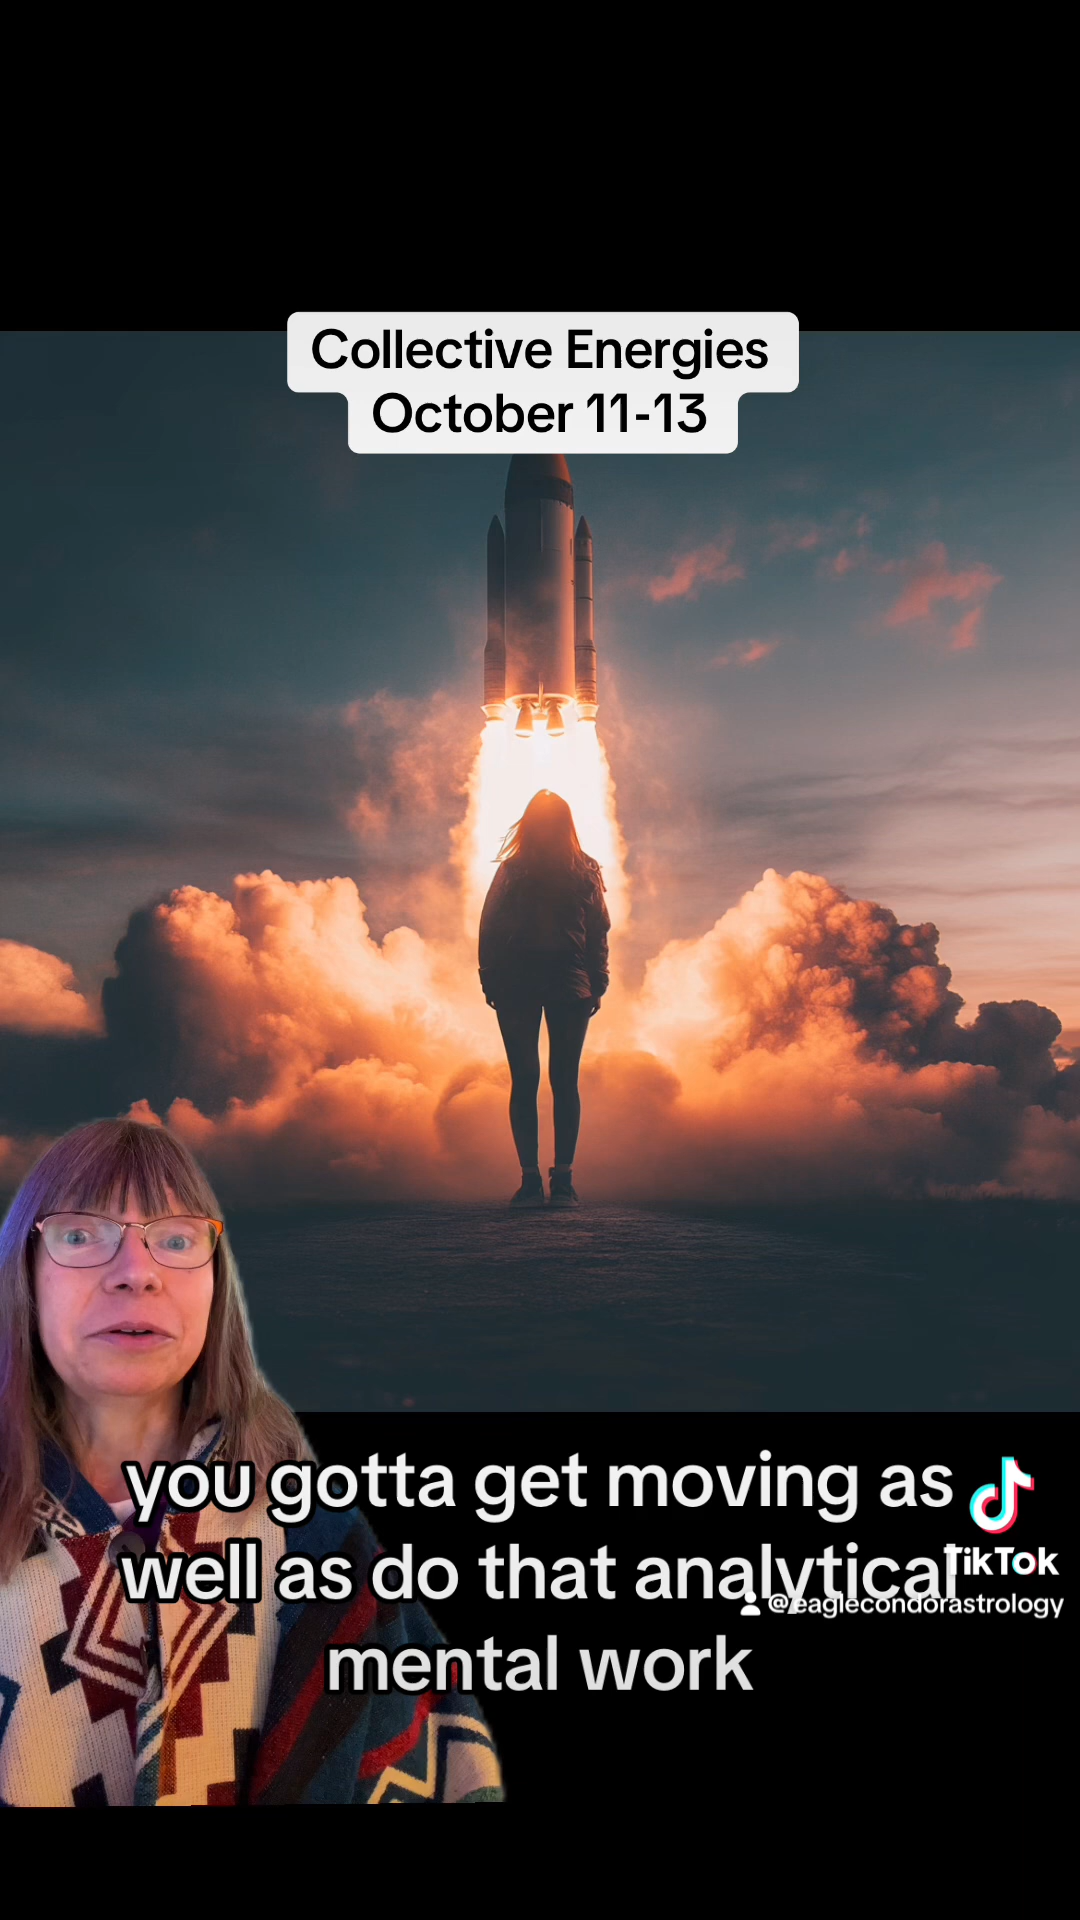 Collective Energies
October 11-13
you gotta get moving as
well as do that analytical
mental work
TikTok
@eaglecondorastrology